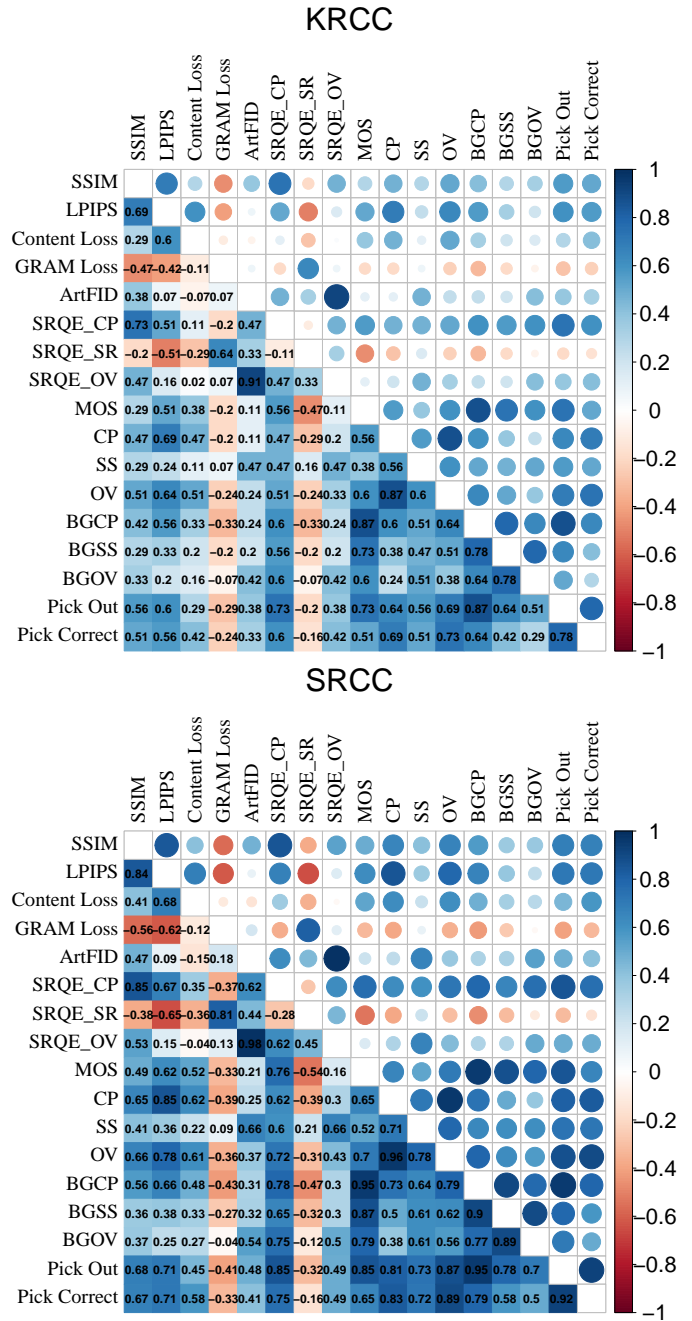 KRCC
SSIM LPIPS Content Loss GRAM Loss ArtFID SRQE_CP SRQE_SR SRQE_OV MOS CP SS OV BGCP BGSS BGOV Pick Out Pick Correct
SSIM 1
LPIPS 0.69 0.8
Content Loss 0.29 0.6
GRAM Loss −0.47 −0.42 −0.11 0.6
ArtFID 0.38 0.07 −0.07 0.07
SRQE_CP 0.73 0.51 0.11 −0.2 0.47 0.4
SRQE_SR −0.2 −0.51 −0.29 0.64 0.33 −0.11 0.2
SRQE_OV 0.47 0.16 0.02 0.07 0.91 0.47 0.33
MOS 0.29 0.51 0.38 −0.2 0.11 0.56 −0.47 0.11 0
CP 0.47 0.69 0.47 −0.2 0.11 0.47 −0.29 0.2 0.56 −0.2
SS 0.29 0.24 0.11 0.07 0.47 0.47 0.16 0.47 0.38 0.56
OV 0.51 0.64 0.51 −0.24 0.24 0.51 −0.24 0.33 0.6 0.87 0.6 −0.4
BGCP 0.42 0.56 0.33 −0.33 0.24 0.6 −0.33 0.24 0.87 0.6 0.51 0.64
BGSS 0.29 0.33 0.2 −0.2 0.2 0.56 −0.2 0.2 0.73 0.38 0.47 0.51 0.78 −0.6
BGOV 0.33 0.2 0.16 −0.07 0.42 0.6 −0.07 0.42 0.6 0.24 0.51 0.38 0.64 0.78 −0.8
Pick Out 0.56 0.6 0.29 −0.29 0.38 0.73 −0.2 0.38 0.73 0.64 0.56 0.69 0.87 0.64 0.51
Pick Correct 0.51 0.56 0.42 −0.24 0.33 0.6 −0.16 0.42 0.51 0.69 0.51 0.73 0.64 0.42 0.29 0.78 −1
SRCC
SSIM LPIPS Content Loss GRAM Loss ArtFID SRQE_CP SRQE_SR SRQE_OV MOS CP SS OV BGCP BGSS BGOV Pick Out Pick Correct
SSIM 1
LPIPS 0.84 0.8
Content Loss 0.41 0.68
GRAM Loss −0.56 −0.62 −0.12 0.6
ArtFID 0.47 0.09 −0.15 0.18
SRQE_CP 0.85 0.67 0.35 −0.37 0.62 0.4
SRQE_SR −0.38 −0.65 −0.36 0.81 0.44 −0.28 0.2
SRQE_OV 0.53 0.15 −0.04 0.13 0.98 0.62 0.45
MOS 0.49 0.62 0.52 −0.33 0.21 0.76 −0.54 0.16 0
CP 0.65 0.85 0.62 −0.39 0.25 0.62 −0.39 0.3 0.65 −0.2
SS 0.41 0.36 0.22 0.09 0.66 0.6 0.21 0.66 0.52 0.71
OV 0.66 0.78 0.61 −0.36 0.37 0.72 −0.31 0.43 0.7 0.96 0.78 −0.4
BGCP 0.56 0.66 0.48 −0.43 0.31 0.78 −0.47 0.3 0.95 0.73 0.64 0.79
BGSS 0.36 0.38 0.33 −0.27 0.32 0.65 −0.32 0.3 0.87 0.5 0.61 0.62 0.9 −0.6
BGOV 0.37 0.25 0.27 −0.04 0.54 0.75 −0.12 0.5 0.79 0.38 0.61 0.56 0.77 0.89 −0.8
Pick Out 0.68 0.71 0.45 −0.41 0.48 0.85 −0.32 0.49 0.85 0.81 0.73 0.87 0.95 0.78 0.7
Pick Correct 0.67 0.71 0.58 −0.33 0.41 0.75 −0.16 0.49 0.65 0.83 0.72 0.89 0.79 0.58 0.5 0.92 −1